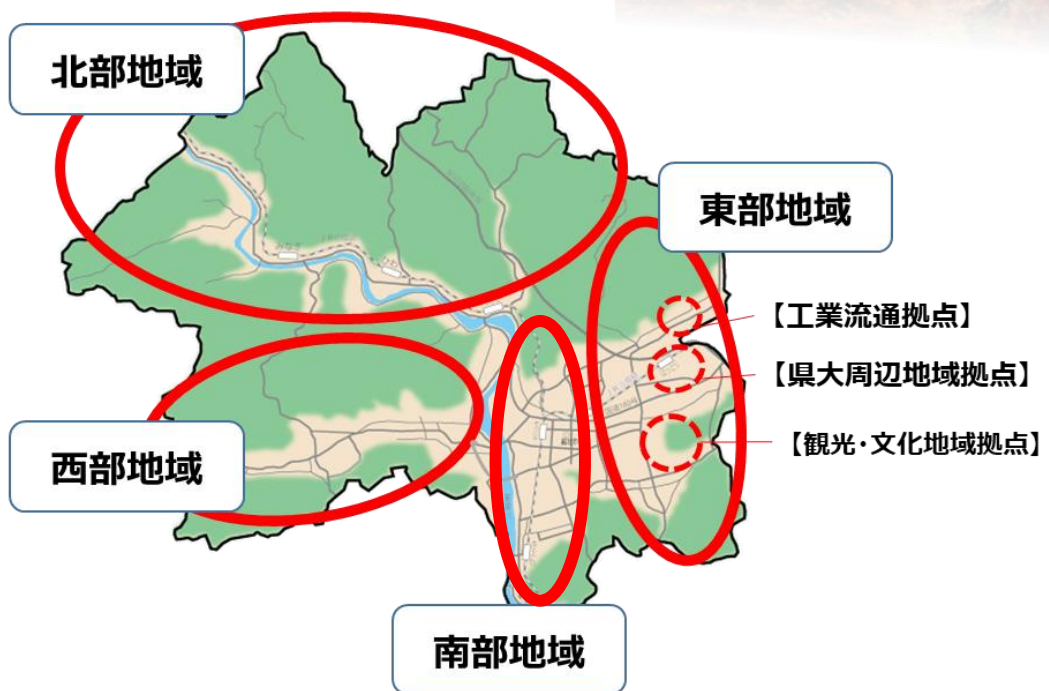 北部地域
東部地域
【工業流通拠点】
【県大周辺地域拠点】
【観光・文化地域拠点】
西部地域
南部地域